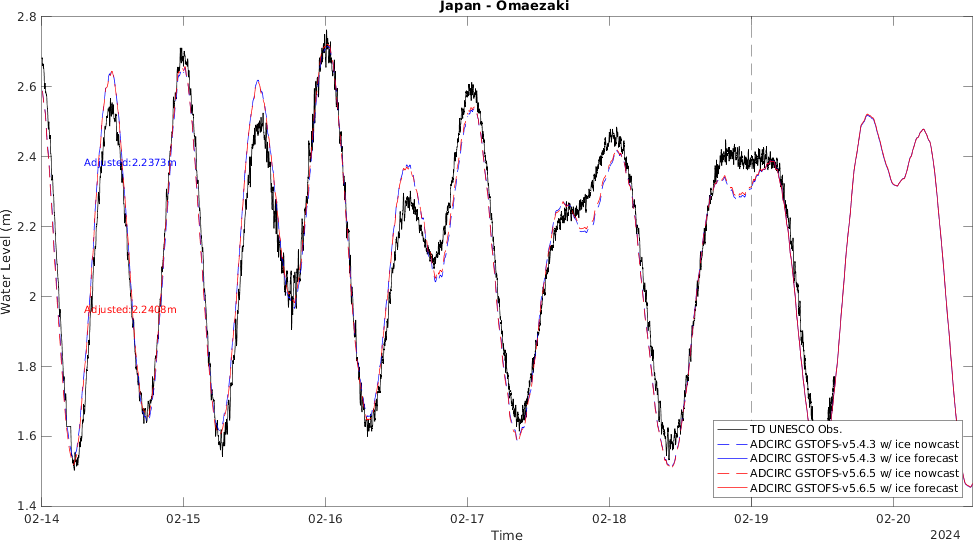 Japan - Omaezaki
2.8
2.6
2.4
2.2
2
1.8
1.6
1.4
Water Level (m)
Adjusted:2.2373m
Adjusted:2.2408m
TD UNESCO Obs.
ADCIRC GSTOFS-v5.4.3 w/ ice nowcast
ADCIRC GSTOFS-v5.4.3 w/ ice forecast
ADCIRC GSTOFS-v5.6.5 w/ ice nowcast
ADCIRC GSTOFS-v5.6.5 w/ ice forecast
02-14 02-15 02-16 02-17 02-18 02-19 02-20
Time
2024